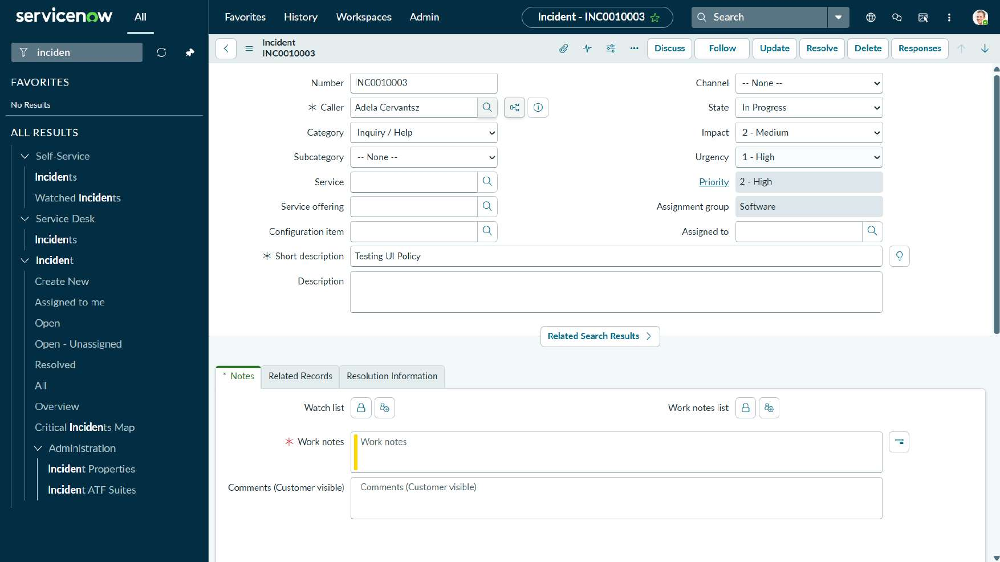 servicenow
All
Favorites
History
Workspaces
Admin
Incident - INC0010003
Search
inciden
FAVORITES
No Results
ALL RESULTS
Self-Service
Incidents
Watched Incidents
Service Desk
Incidents
Incident
Create New
Assigned to me
Open
Open - Unassigned
Resolved
All
Overview
Critical Incidents Map
Administration
Incident Properties
Incident ATF Suites
Incident
INC0010003
Discuss
Follow
Update
Resolve
Delete
Responses
Number INC0010003
Channel -- None --
* Caller Adela Cervantsz
State In Progress
Category Inquiry / Help
Impact 2 - Medium
Subcategory -- None --
Urgency 1 - High
Service
Priority 2 - High
Service offering
Assignment group Software
Configuration item
Assigned to
* Short description Testing UI Policy
Description
Related Search Results
* Notes
Related Records
Resolution Information
Watch list
Work notes list
* Work notes Work notes
Comments (Customer visible) Comments (Customer visible)